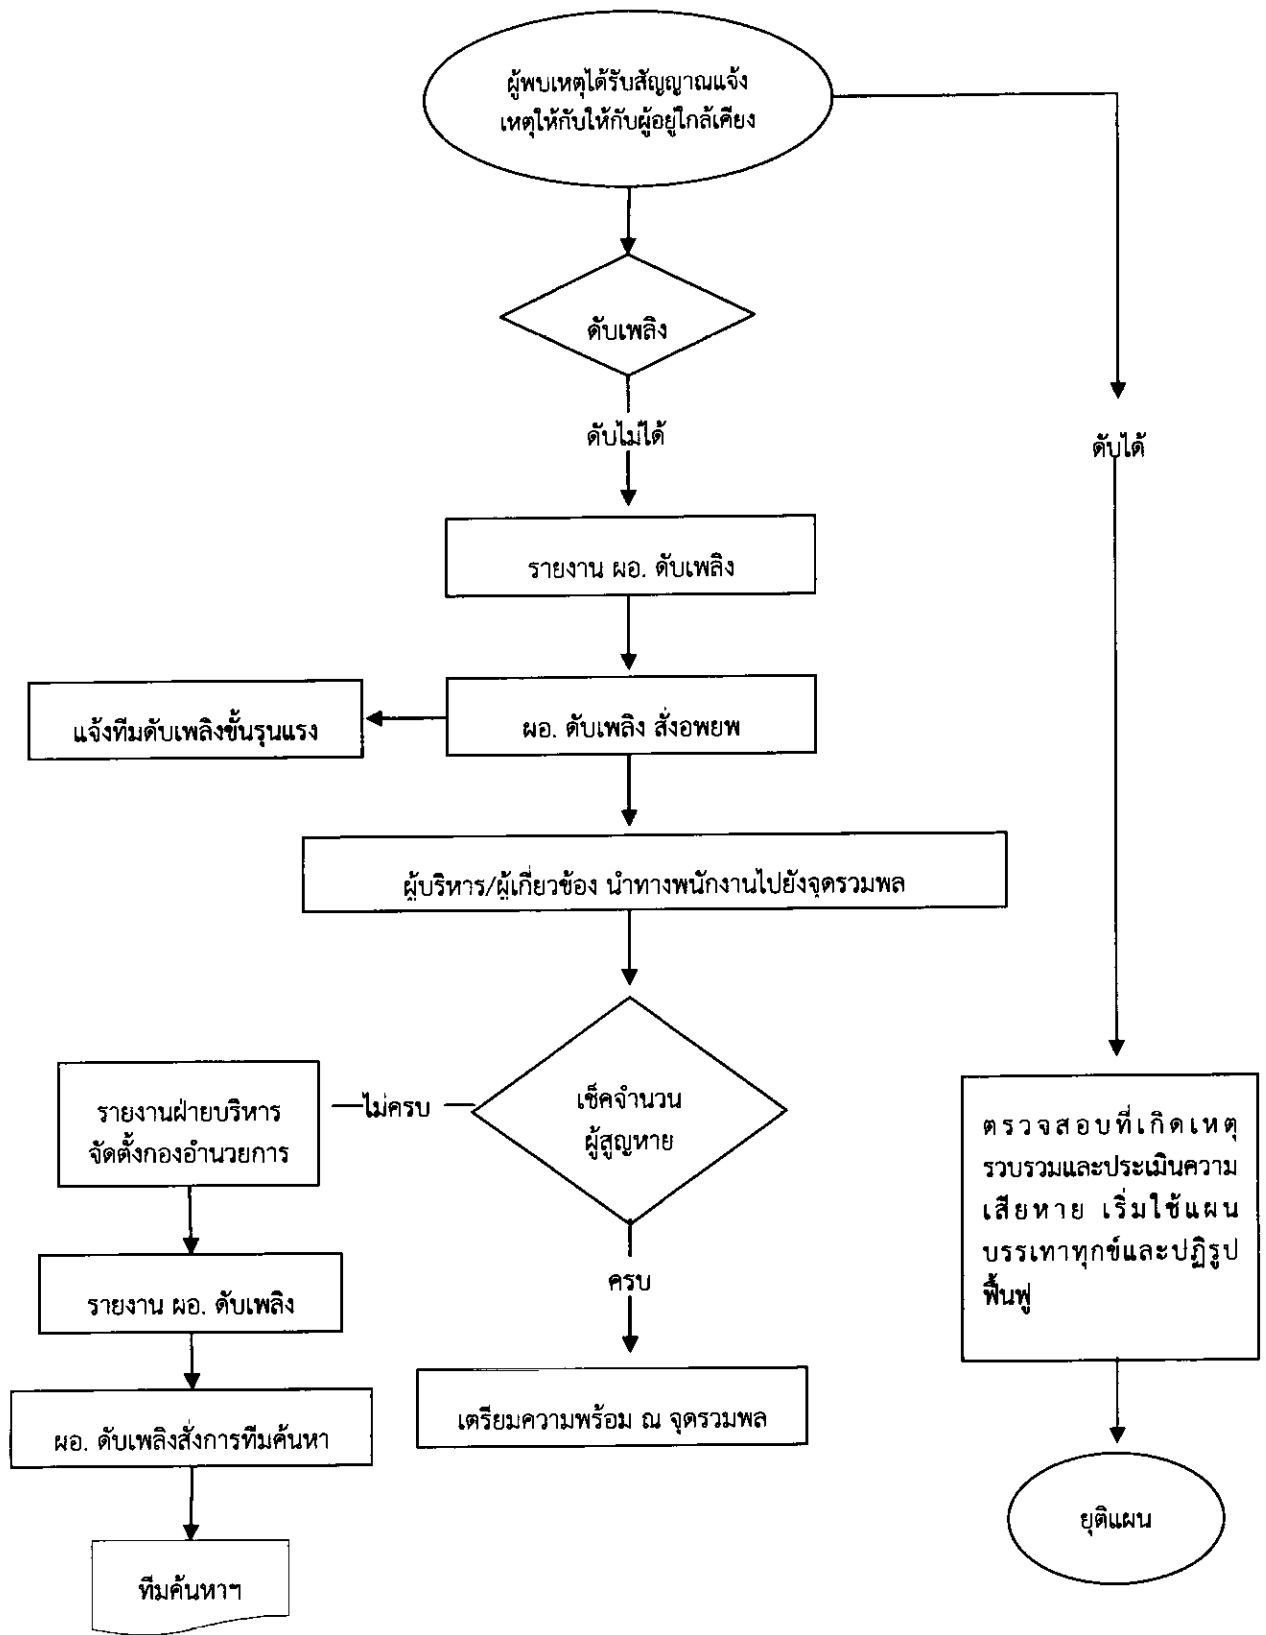 ผู้พบเหตุได้รับสัญญาณแจ้ง
เหตุให้กับให้กับผู้อยู่ใกล้เคียง
ดับเพลิง
ดับไม่ได้
ดับได้
รายงาน ผอ. ดับเพลิง
แจ้งทีมดับเพลิงขั้นรุนแรง
ผอ. ดับเพลิง สั่งอพยพ
ผู้บริหาร/ผู้เกี่ยวข้อง นำทางพนักงานไปยังจุดรวมพล
เช็คจำนวน
ผู้สูญหาย
ไม่ครบ
รายงานฝ่ายบริหาร
จัดตั้งกองอำนวยการ
รายงาน ผอ. ดับเพลิง
ผอ. ดับเพลิงสั่งการทีมค้นหา
ทีมค้นหาฯ
ครบ
เตรียมความพร้อม ณ จุดรวมพล
ตรวจสอบที่เกิดเหตุ
รวบรวมและประเมินความ
เสียหาย เริ่มใช้แผน
บรรเทาทุกข์และปฏิรูป
ฟื้นฟู
ยุติแผน